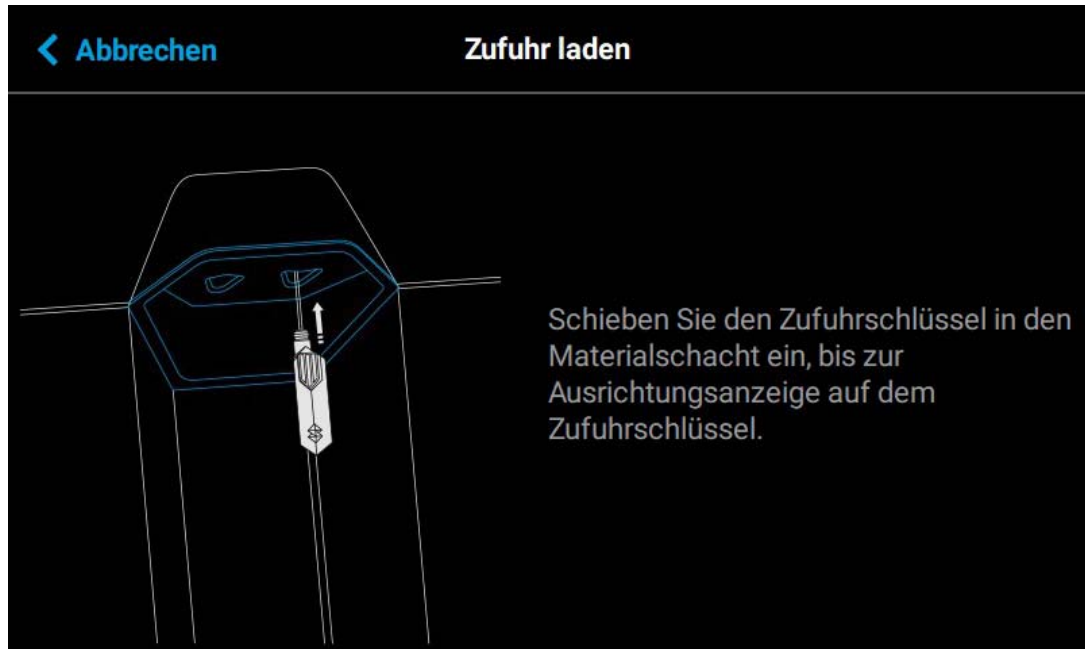 Abbrechen
Zufuhr laden
Schieben Sie den Zufuhrschlüssel in den
Materialschacht ein, bis zur
Ausrichtungsanzeige auf dem
Zufuhrschlüssel.